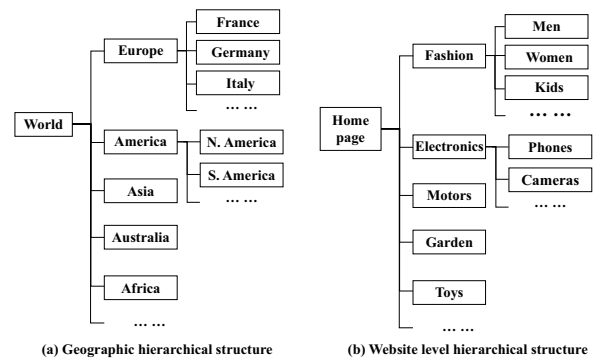 World
Europe
France
Germany
Italy
... ...
America
N. America
S. America
... ...
Asia
Australia
Africa
... ...
(a) Geographic hierarchical structure
Home
page
Fashion
Men
Women
Kids
... ...
Electronics
Phones
Cameras
... ...
Motors
Garden
Toys
... ...
(b) Website level hierarchical structure